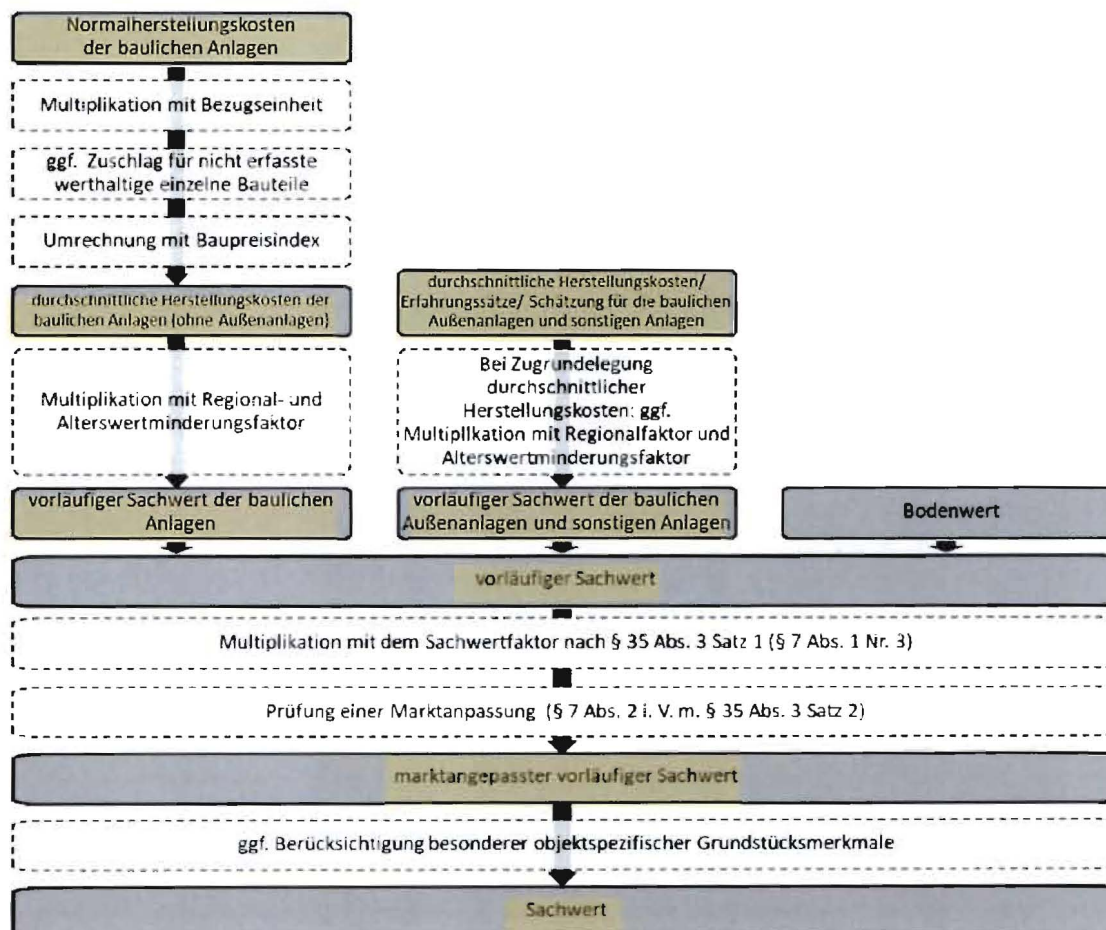 Normalherstellungskosten
der baulichen Anlagen
Multiplikation mit Bezugseinheit
ggf. Zuschlag für nicht erfasste
werthaltige einzelne Bauteile
Umrechnung mit Baupreisindex
durchschnittliche Herstellungskosten der
baulichen Anlagen (ohne Außenanlagen)
Multiplikation mit Regional- und
Alterswertminderungsfaktor
vorläufiger Sachwert der baulichen
Anlagen
durchschnittliche Herstellungskosten/
Erfahrungssätze/ Schätzung für die baulichen
Außenanlagen und sonstigen Anlagen
Bei Zugrundelegung
durchschnittlicher
Herstellungskosten: ggf.
Multiplikation mit Regionalfaktor und
Alterswertminderungsfaktor
vorläufiger Sachwert der baulichen
Außenanlagen und sonstigen Anlagen
Bodenwert
vorläufiger Sachwert
Multiplikation mit dem Sachwertfaktor nach § 35 Abs. 3 Satz 1 (§ 7 Abs. 1 Nr. 3)
Prüfung einer Marktanpassung (§ 7 Abs. 2 i. V. m. § 35 Abs. 3 Satz 2)
marktangepasster vorläufiger Sachwert
ggf. Berücksichtigung besonderer objektspezifischer Grundstücksmerkmale
Sachwert